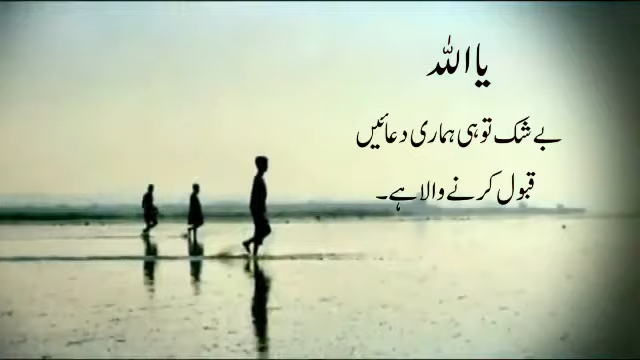 یا اللہ
بے شک تو ہی ہماری دعائیں
قبول کرنے والا ہے۔